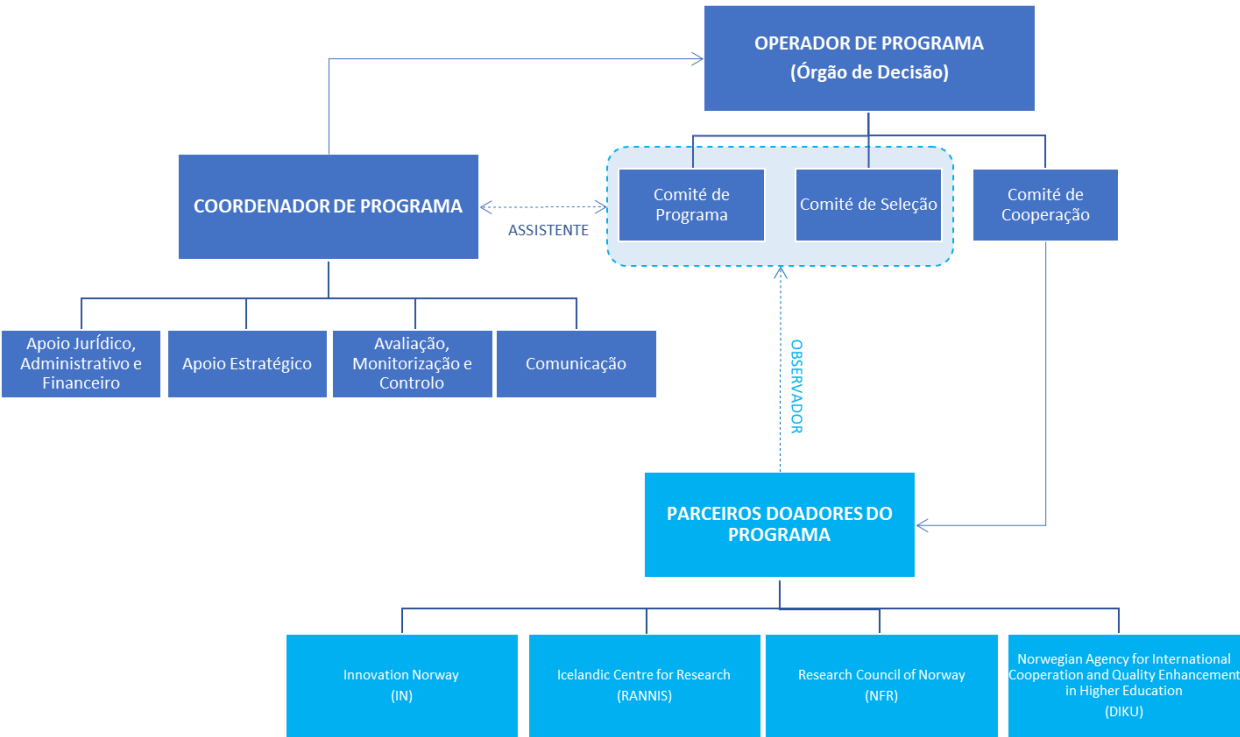 OPERADOR DE PROGRAMA
(Órgão de Decisão)
COORDENADOR DE PROGRAMA
ASSISTENTE
Comité de
Programa
Comité de Seleção
Comité de
Cooperação
Apoio Jurídico,
Administrativo e
Financeiro
Apoio Estratégico
Avaliação,
Monitorização e
Controlo
Comunicação
OBSERVADOR
PARCEIROS DOADORES DO
PROGRAMA
Innovation Norway
(IN)
Icelandic Centre for Research
(RANNIS)
Research Council of Norway
(NFR)
Norwegian Agency for International
Cooperation and Quality Enhancement
in Higher Education
(DIKU)